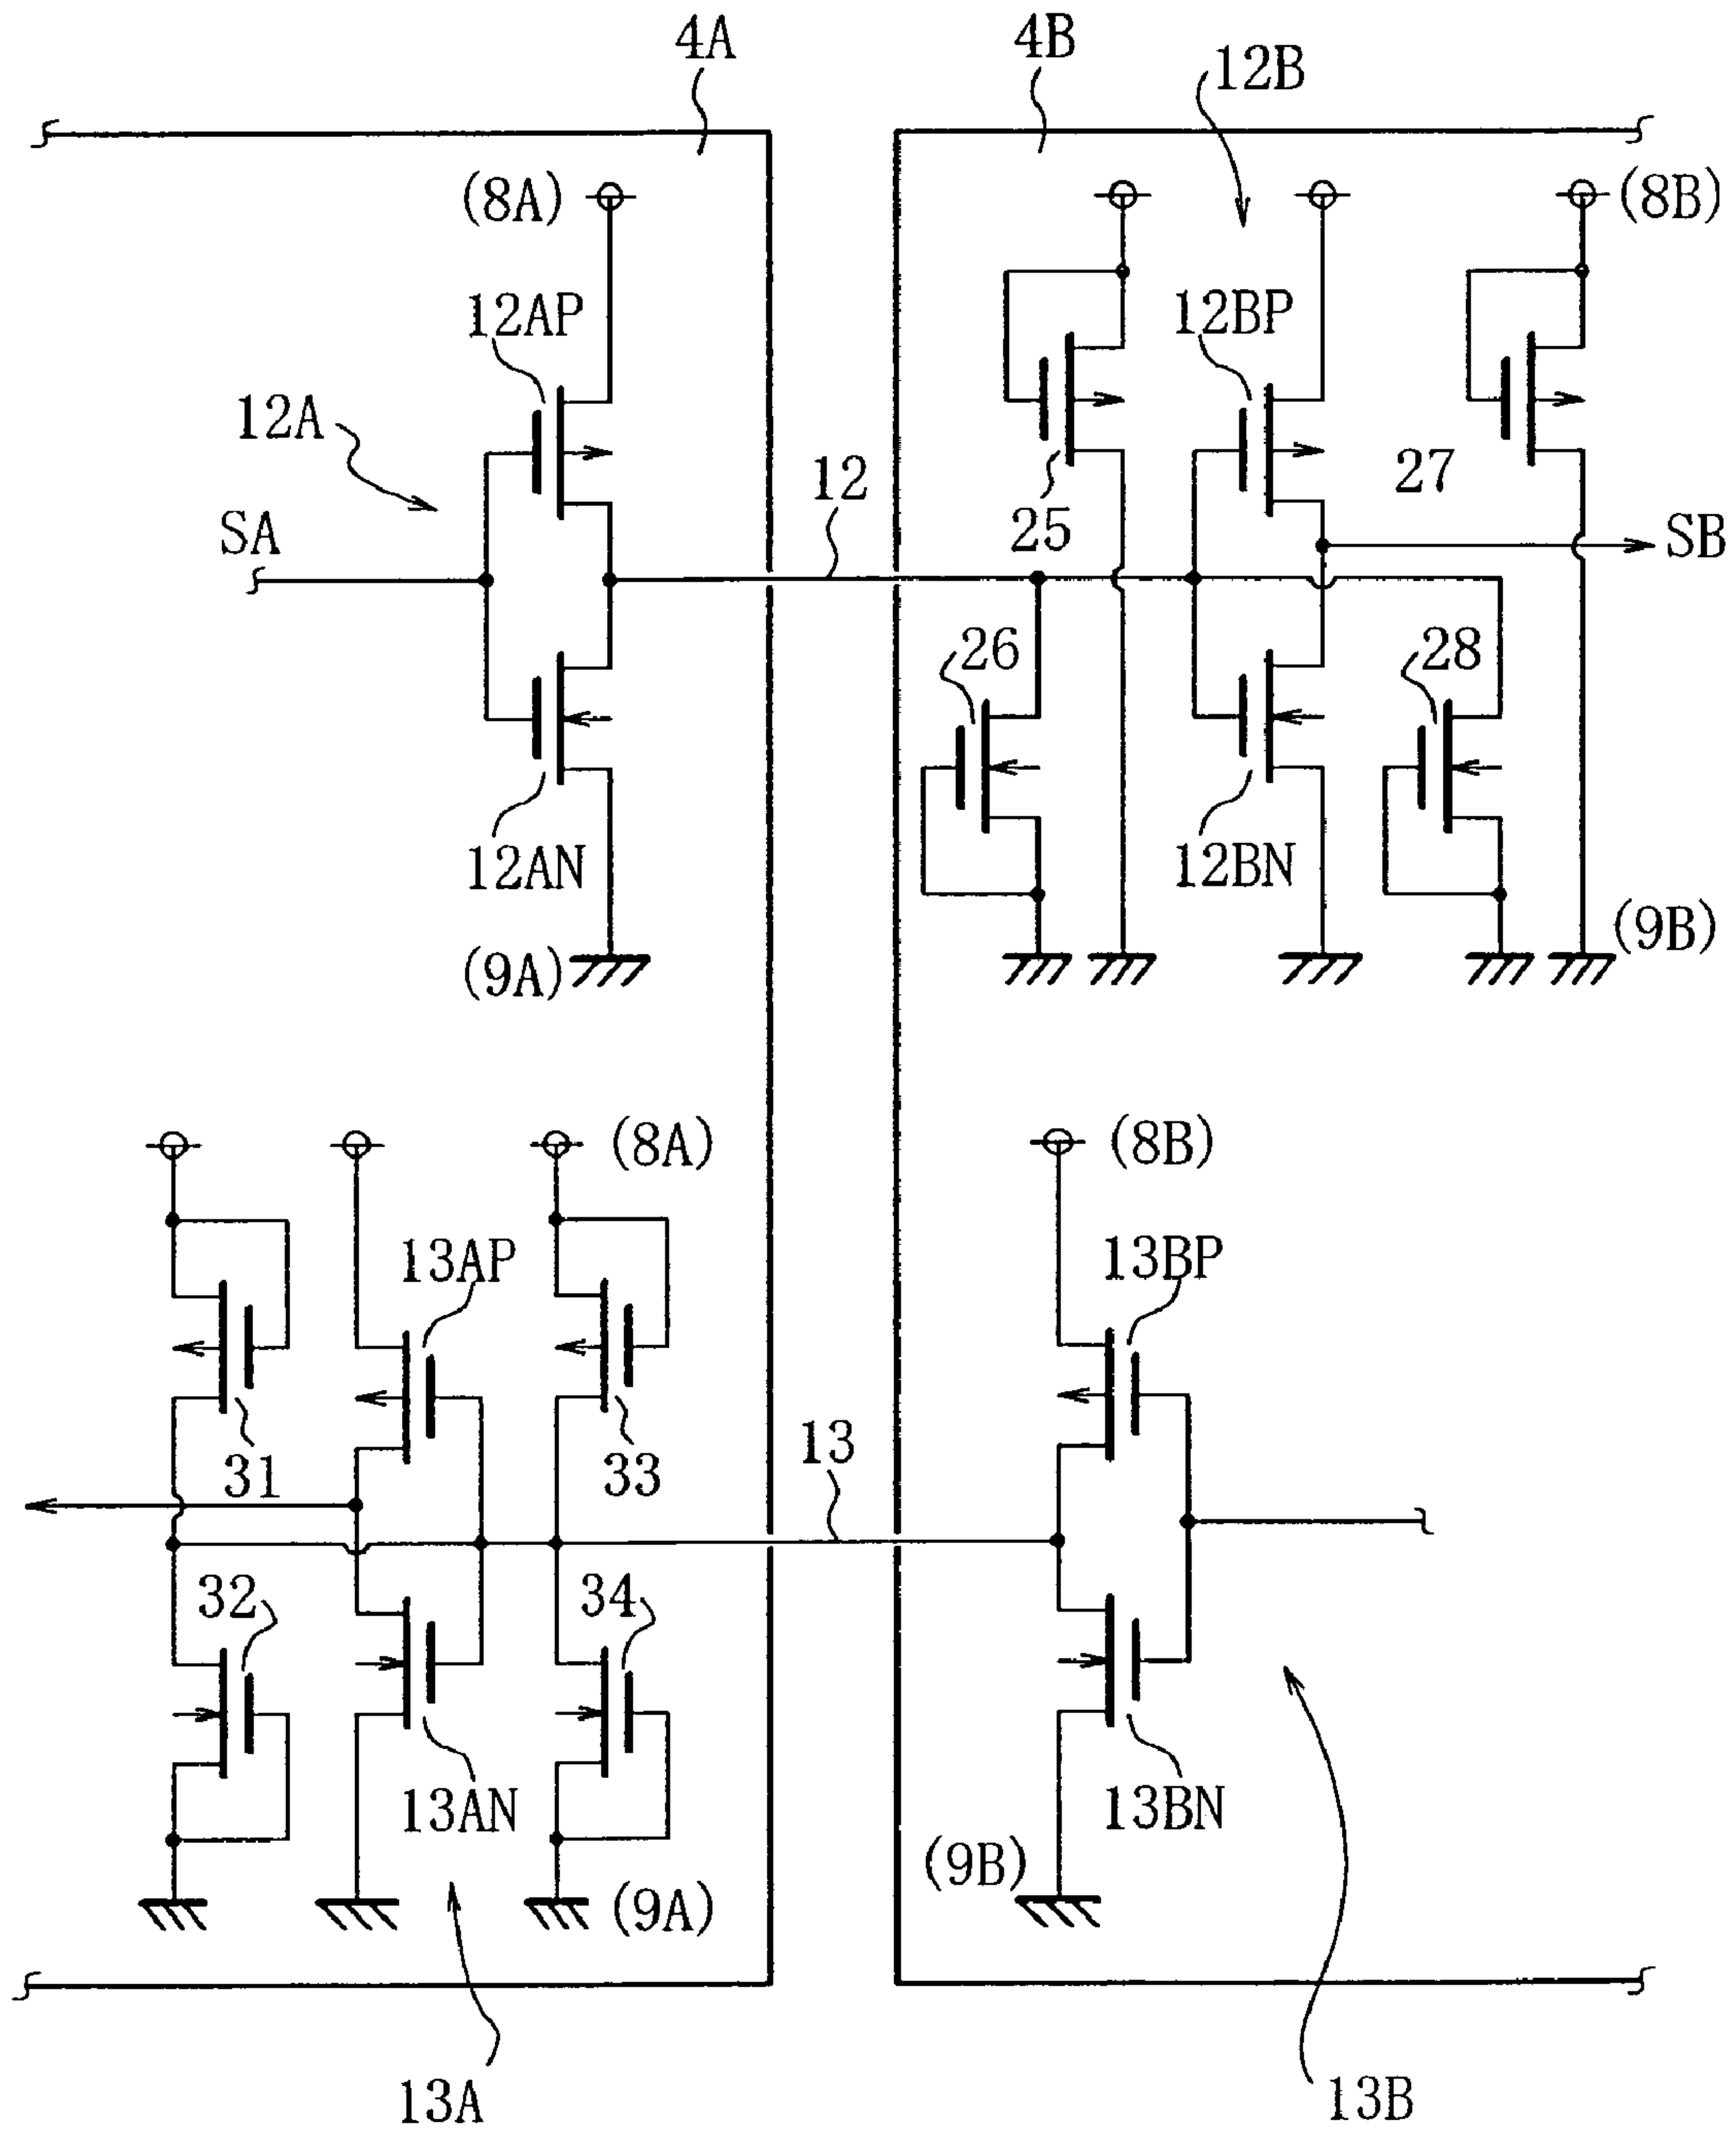 4A
4B
12B
(8A)
(8B)
12AP
12BP
12A
12
25
27
SA
SB
26
28
12AN
12BN
(9A)
(9B)
(8A)
(8B)
13AP
13BP
31
33
13
32
34
13AN
13BN
(9A)
(9B)
13A
13B